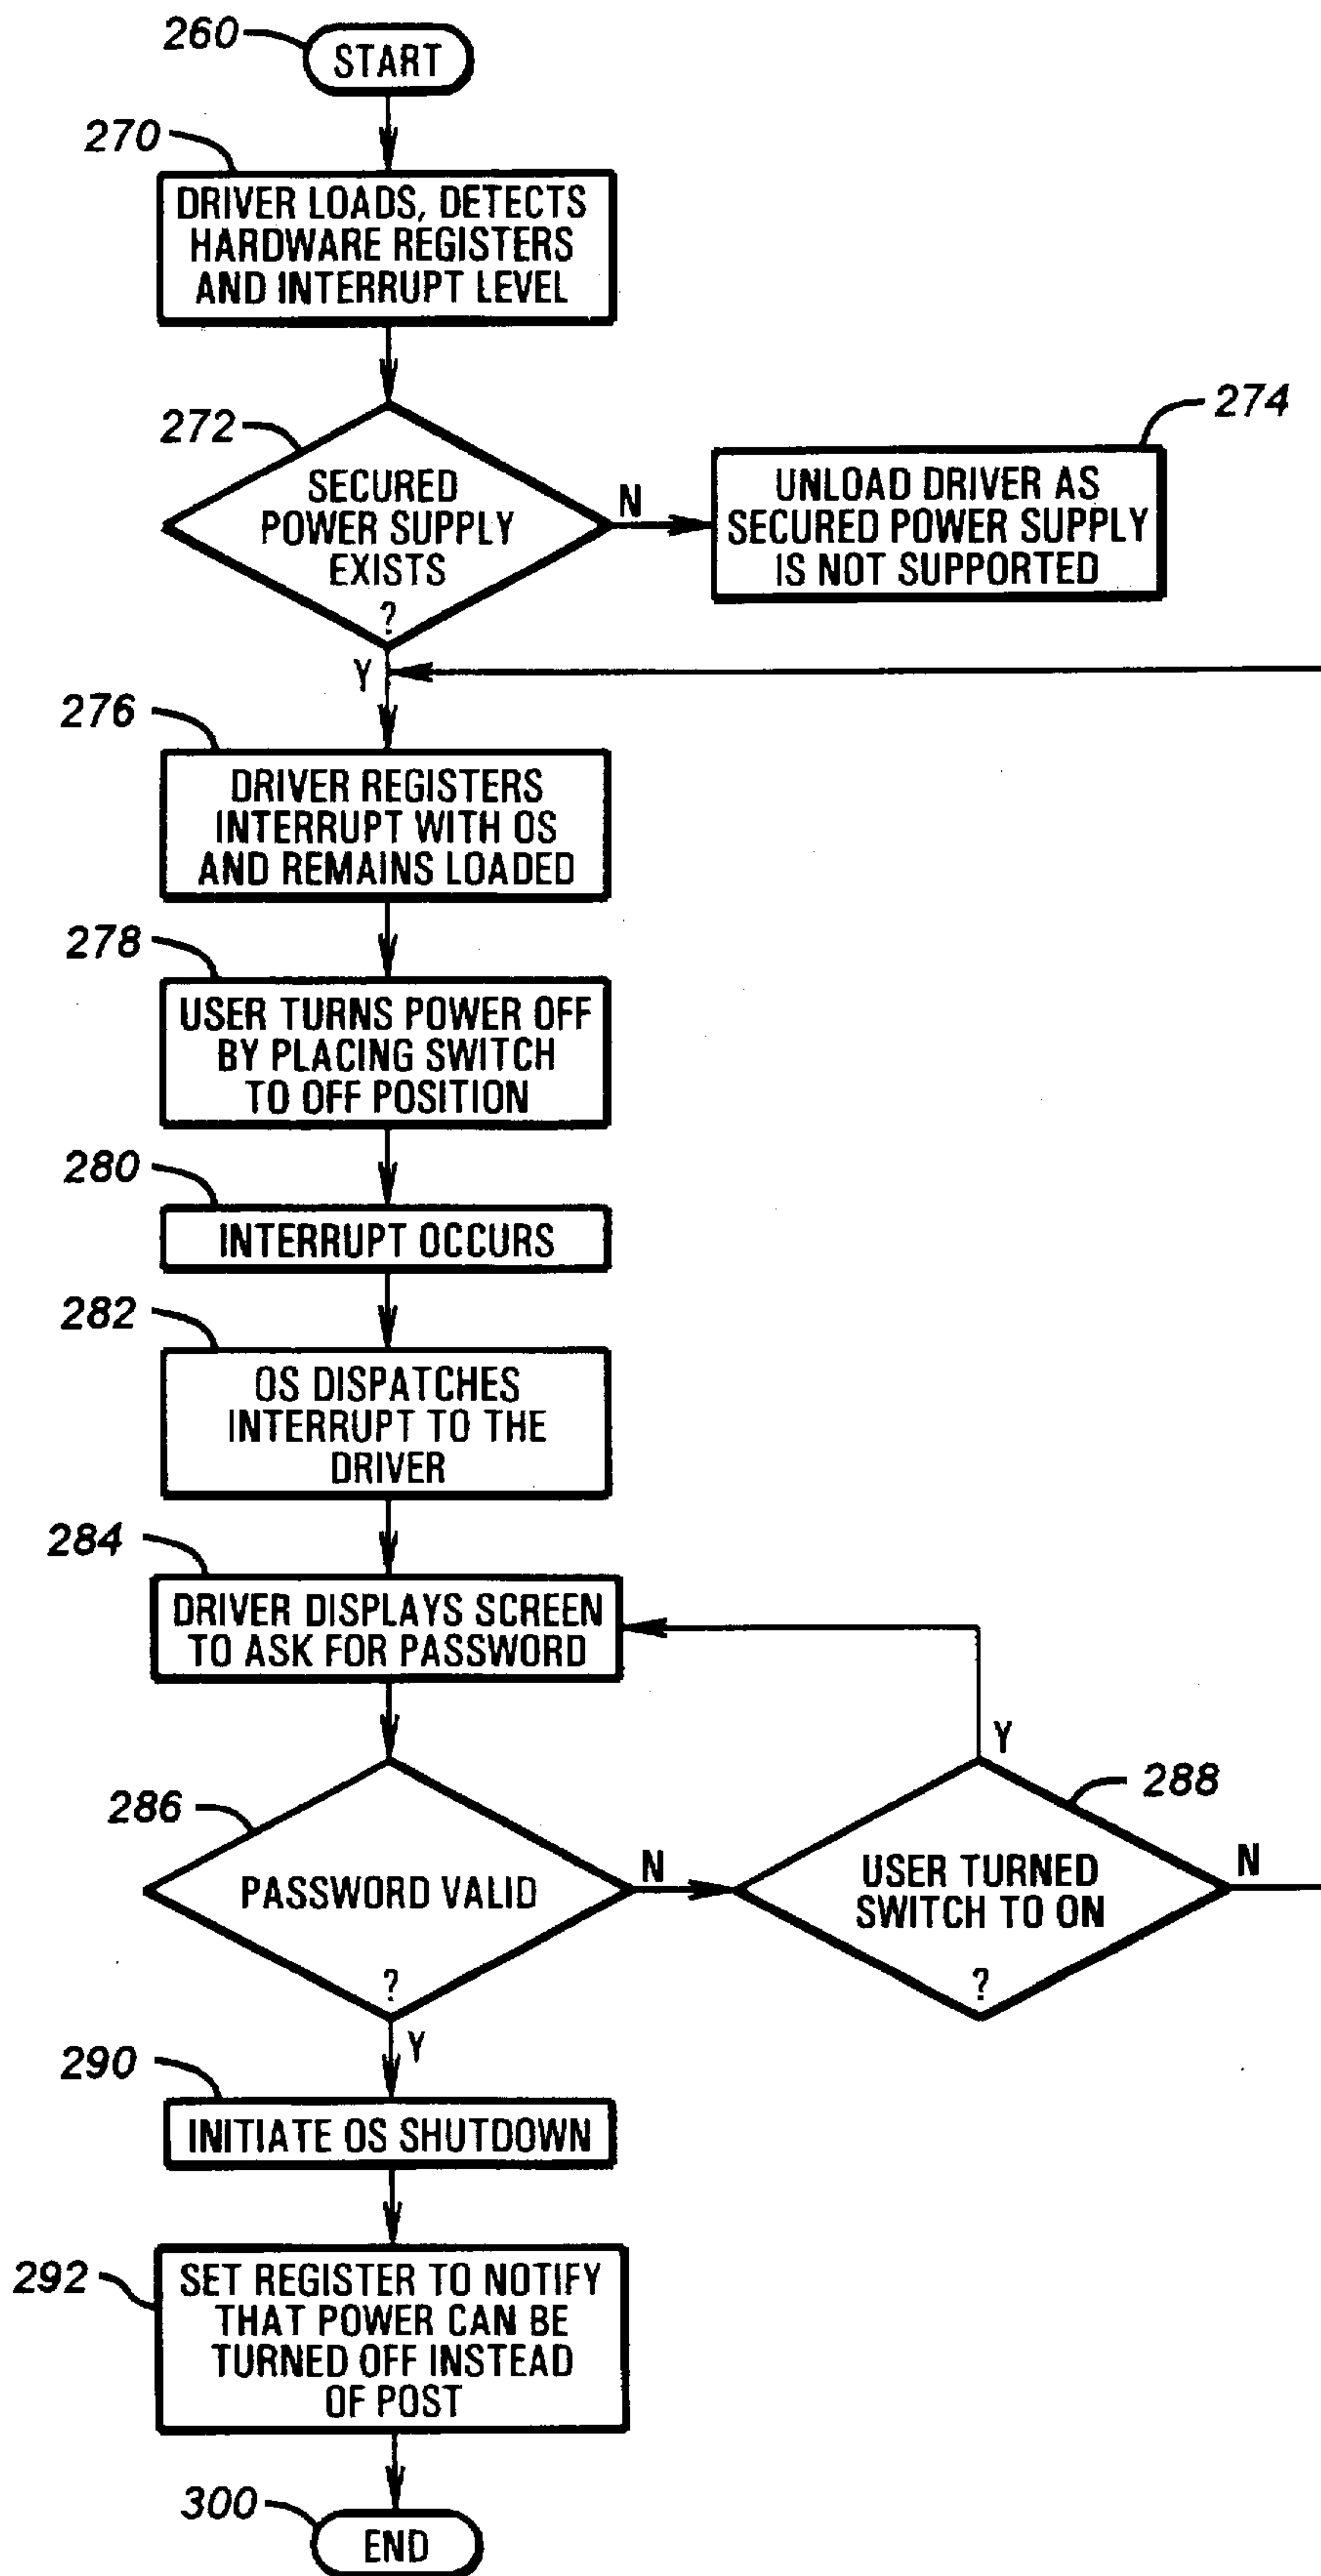 260
START
270
DRIVER LOADS, DETECTS
HARDWARE REGISTERS
AND INTERRUPT LEVEL
272
SECURED
POWER SUPPLY
EXISTS
?
N
274
UNLOAD DRIVER AS
SECURED POWER SUPPLY
IS NOT SUPPORTED
Y
276
DRIVER REGISTERS
INTERRUPT WITH OS
AND REMAINS LOADED
278
USER TURNS POWER OFF
BY PLACING SWITCH
TO OFF POSITION
280
INTERRUPT OCCURS
282
OS DISPATCHES
INTERRUPT TO THE
DRIVER
284
DRIVER DISPLAYS SCREEN
TO ASK FOR PASSWORD
286
PASSWORD VALID
?
N
Y
288
USER TURNED
SWITCH TO ON
?
N
Y
290
INITIATE OS SHUTDOWN
292
SET REGISTER TO NOTIFY
THAT POWER CAN BE
TURNED OFF INSTEAD
OF POST
300
END